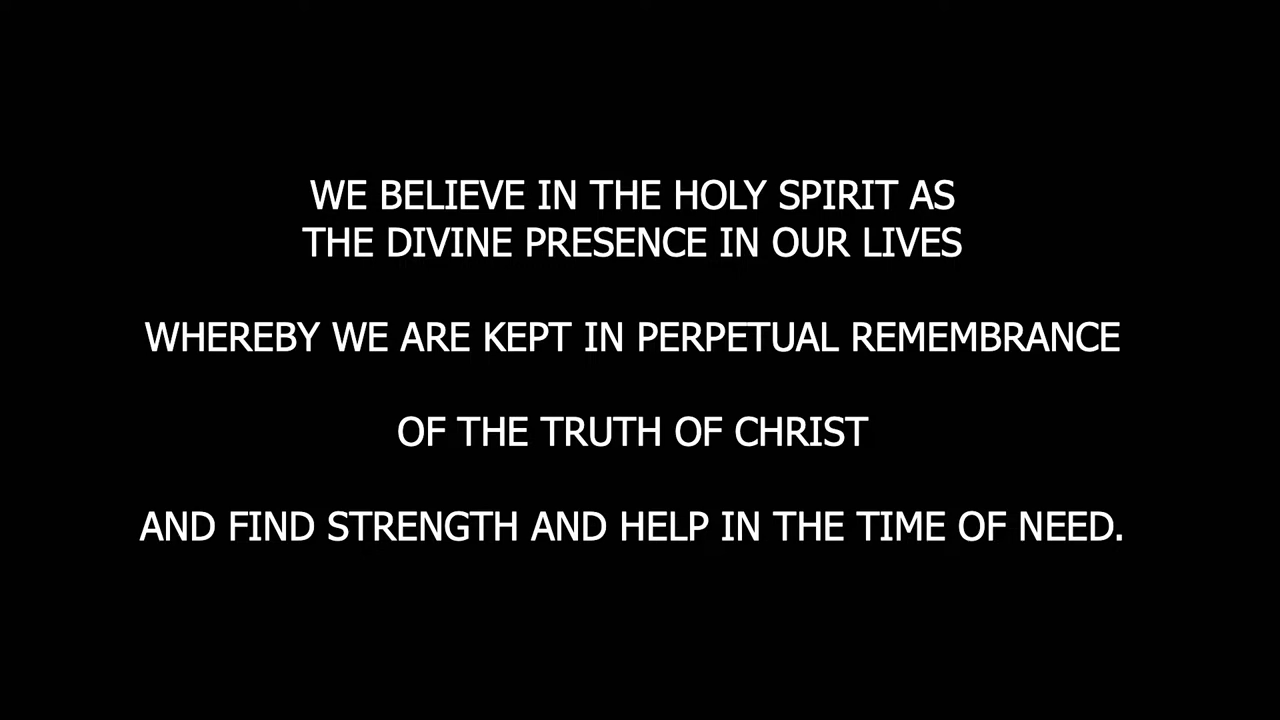 WE BELIEVE IN THE HOLY SPIRIT AS
THE DIVINE PRESENCE IN OUR LIVES
WHEREBY WE ARE KEPT IN PERPETUAL REMEMBRANCE
OF THE TRUTH OF CHRIST
AND FIND STRENGTH AND HELP IN THE TIME OF NEED.